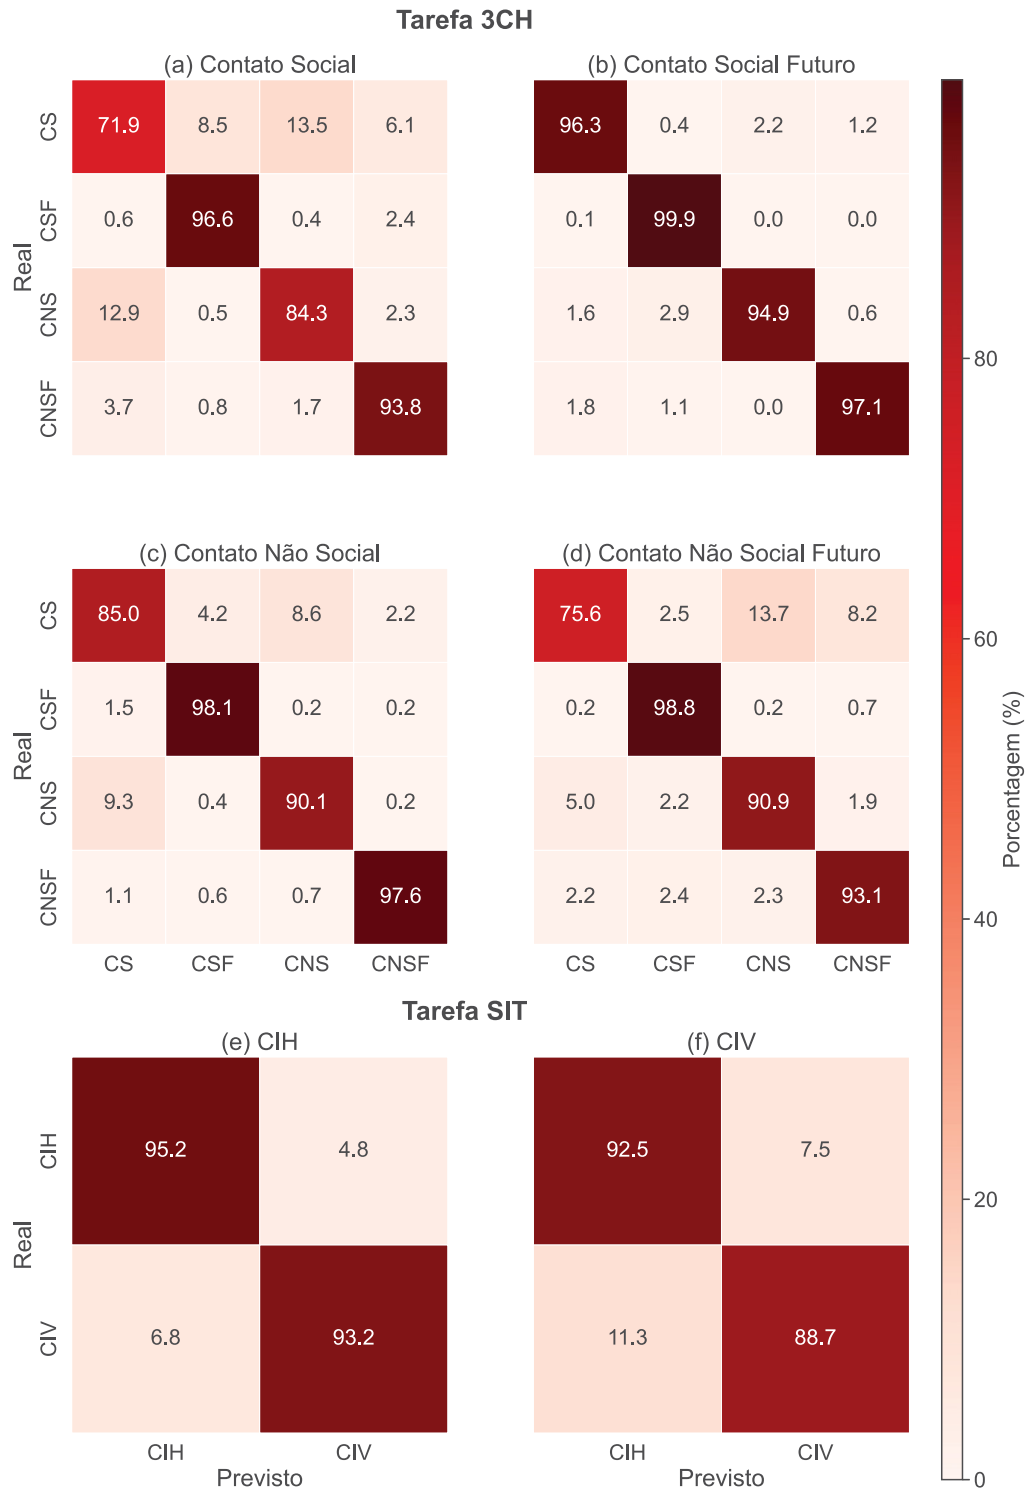 Tarefa 3CH
(a) Contato Social
(b) Contato Social Futuro
CS
71.9 8.5 13.5 6.1
96.3 0.4 2.2 1.2
CSF
0.6 96.6 0.4 2.4
0.1 99.9 0.0 0.0
Real
CNS
12.9 0.5 84.3 2.3
1.6 2.9 94.9 0.6
80
CNSF
3.7 0.8 1.7 93.8
1.8 1.1 0.0 97.1
(c) Contato Não Social
(d) Contato Não Social Futuro
CS
85.0 4.2 8.6 2.2
75.6 2.5 13.7 8.2
60
CSF
1.5 98.1 0.2 0.2
0.2 98.8 0.2 0.7
Real
Porcentagem (%)
CNS
9.3 0.4 90.1 0.2
5.0 2.2 90.9 1.9
CNSF
1.1 0.6 0.7 97.6
2.2 2.4 2.3 93.1
40
CS CSF CNS CNSF
CS CSF CNS CNSF
Tarefa SIT
(e) CIH
(f) CIV
CIH
95.2 4.8
92.5 7.5
20
Real
CIV
6.8 93.2
11.3 88.7
CIH CIV
CIH CIV
Previsto
Previsto
0